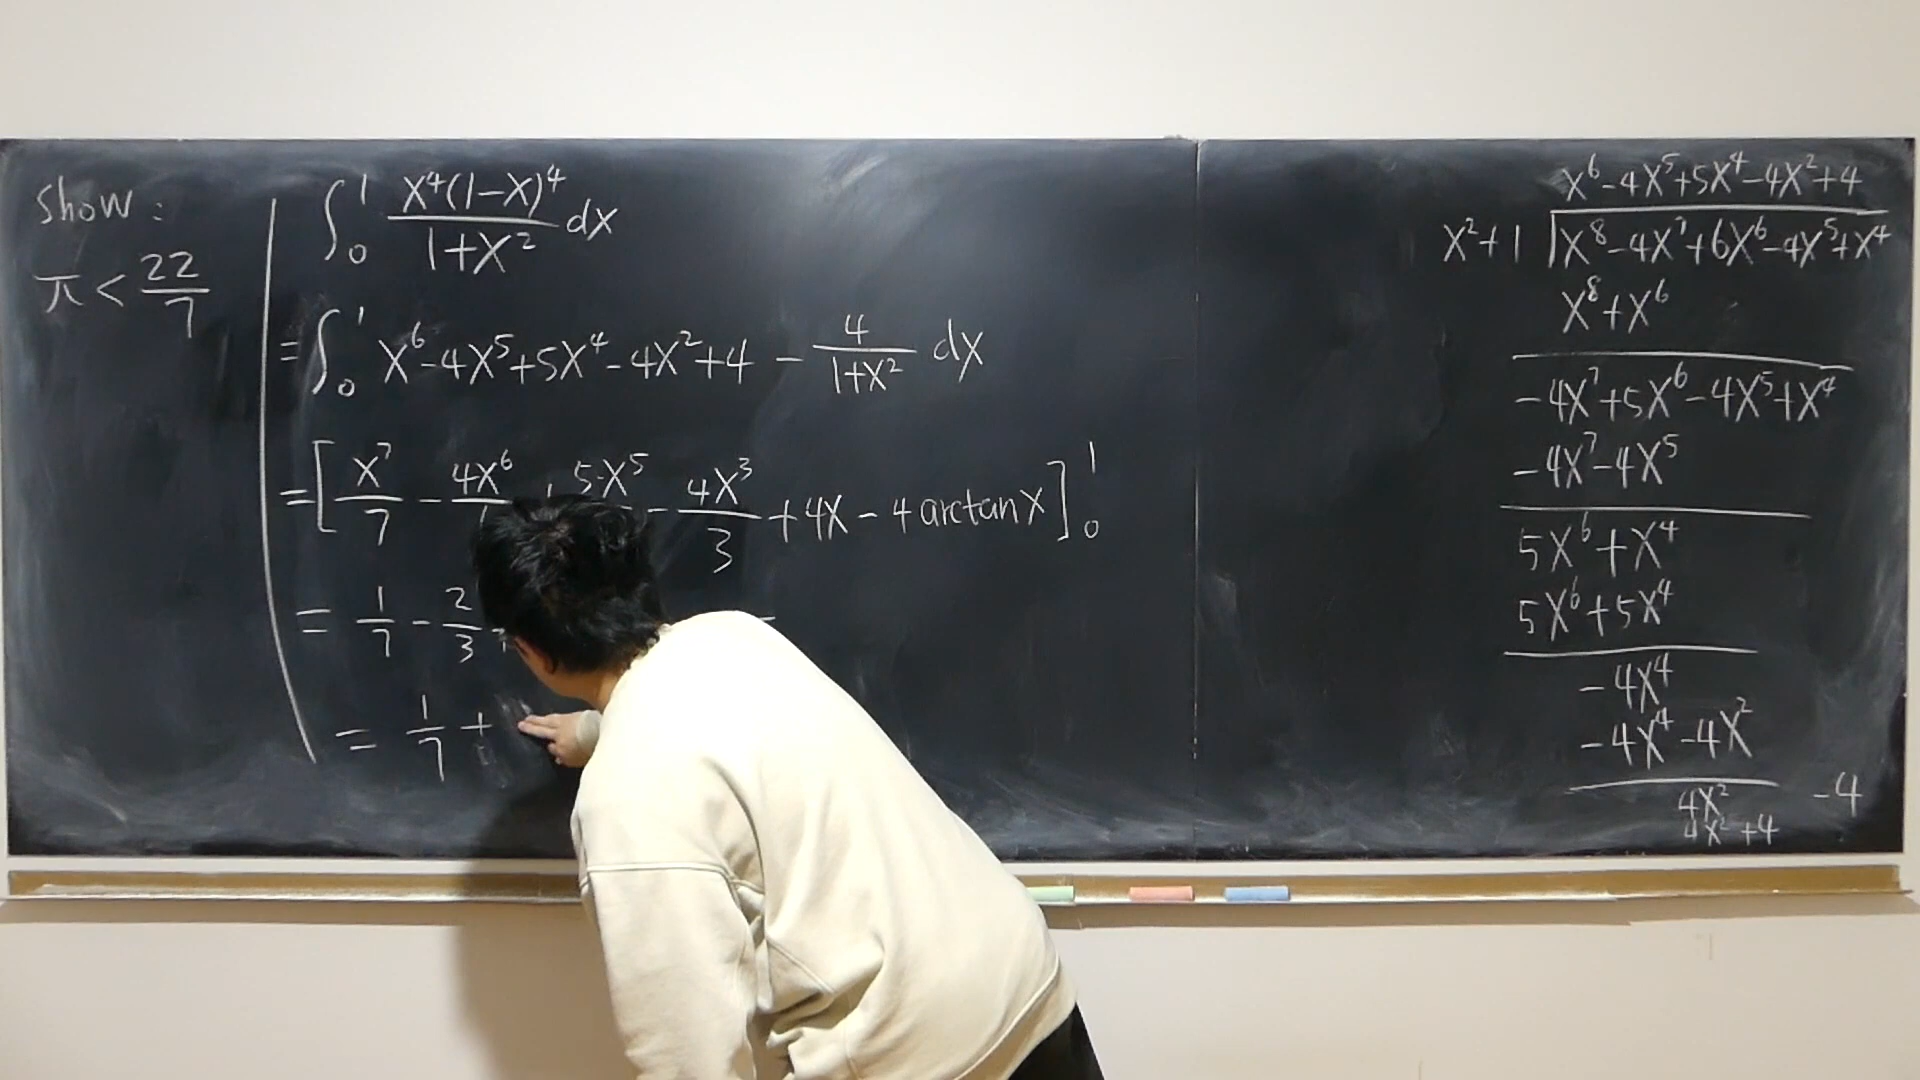 show:
π < 22/7
∫₀¹ x⁴(1-x)⁴/(1+x²) dx
= ∫₀¹ x⁶-4x⁵+5x⁴-4x²+4 - 4/(1+x²) dx
= [x⁷/7 - 4x⁶/ + 5x⁵/ - 4x³/3 + 4x - 4 arctan x]₀¹
= 1/7 - 2/3
= 1/7 +
x⁶-4x⁵+5x⁴-4x²+4
x²+1 | x⁸-4x⁷+6x⁶-4x⁵+x⁴
x⁸+x⁶
-4x⁷+5x⁶-4x⁵+x⁴
-4x⁷-4x⁵
5x⁶+x⁴
5x⁶+5x⁴
-4x⁴
-4x⁴-4x²
4x² -4
4x²+4